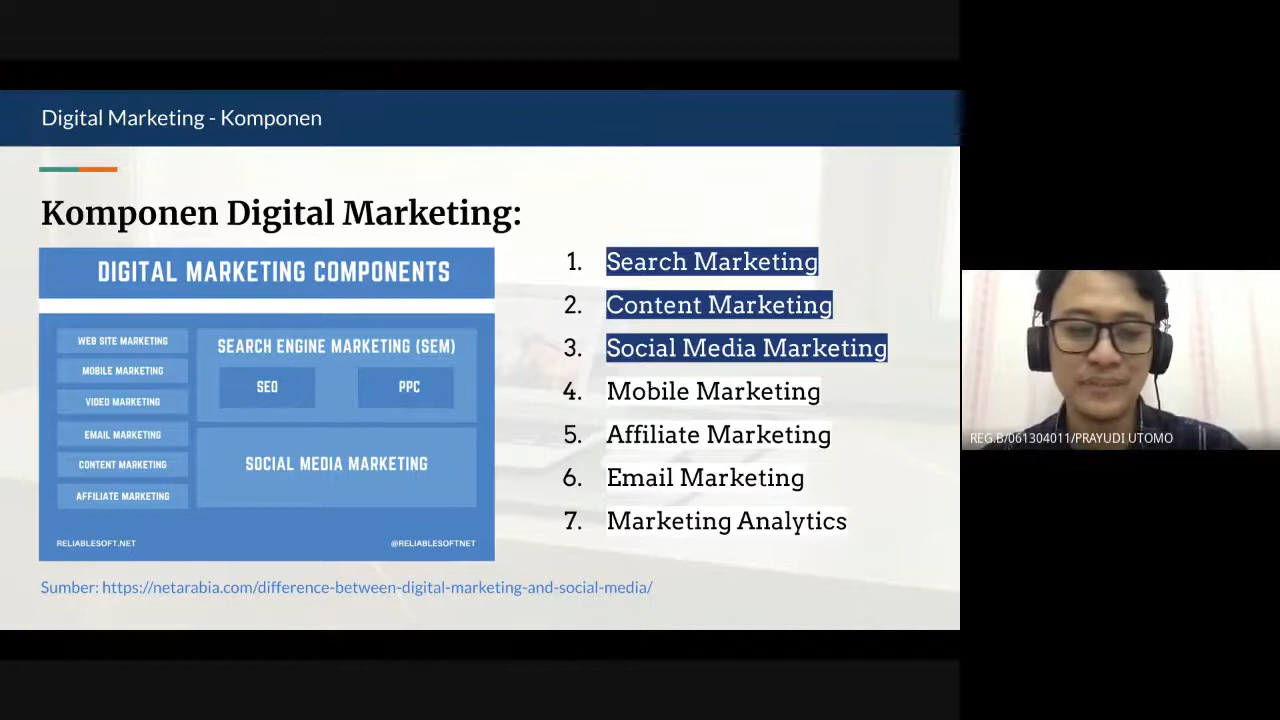 Digital Marketing - Komponen
Komponen Digital Marketing:
DIGITAL MARKETING COMPONENTS
WEB SITE MARKETING
MOBILE MARKETING
VIDEO MARKETING
EMAIL MARKETING
CONTENT MARKETING
AFFILIATE MARKETING
SEARCH ENGINE MARKETING (SEM)
SEO
PPC
SOCIAL MEDIA MARKETING
RELIABLESOFT.NET
@RELIABLESOFTNET
1. Search Marketing
2. Content Marketing
3. Social Media Marketing
4. Mobile Marketing
5. Affiliate Marketing
6. Email Marketing
7. Marketing Analytics
Sumber: https://netarabia.com/difference-between-digital-marketing-and-social-media/
REG.B/061304011/PRAYUDI UTOMO